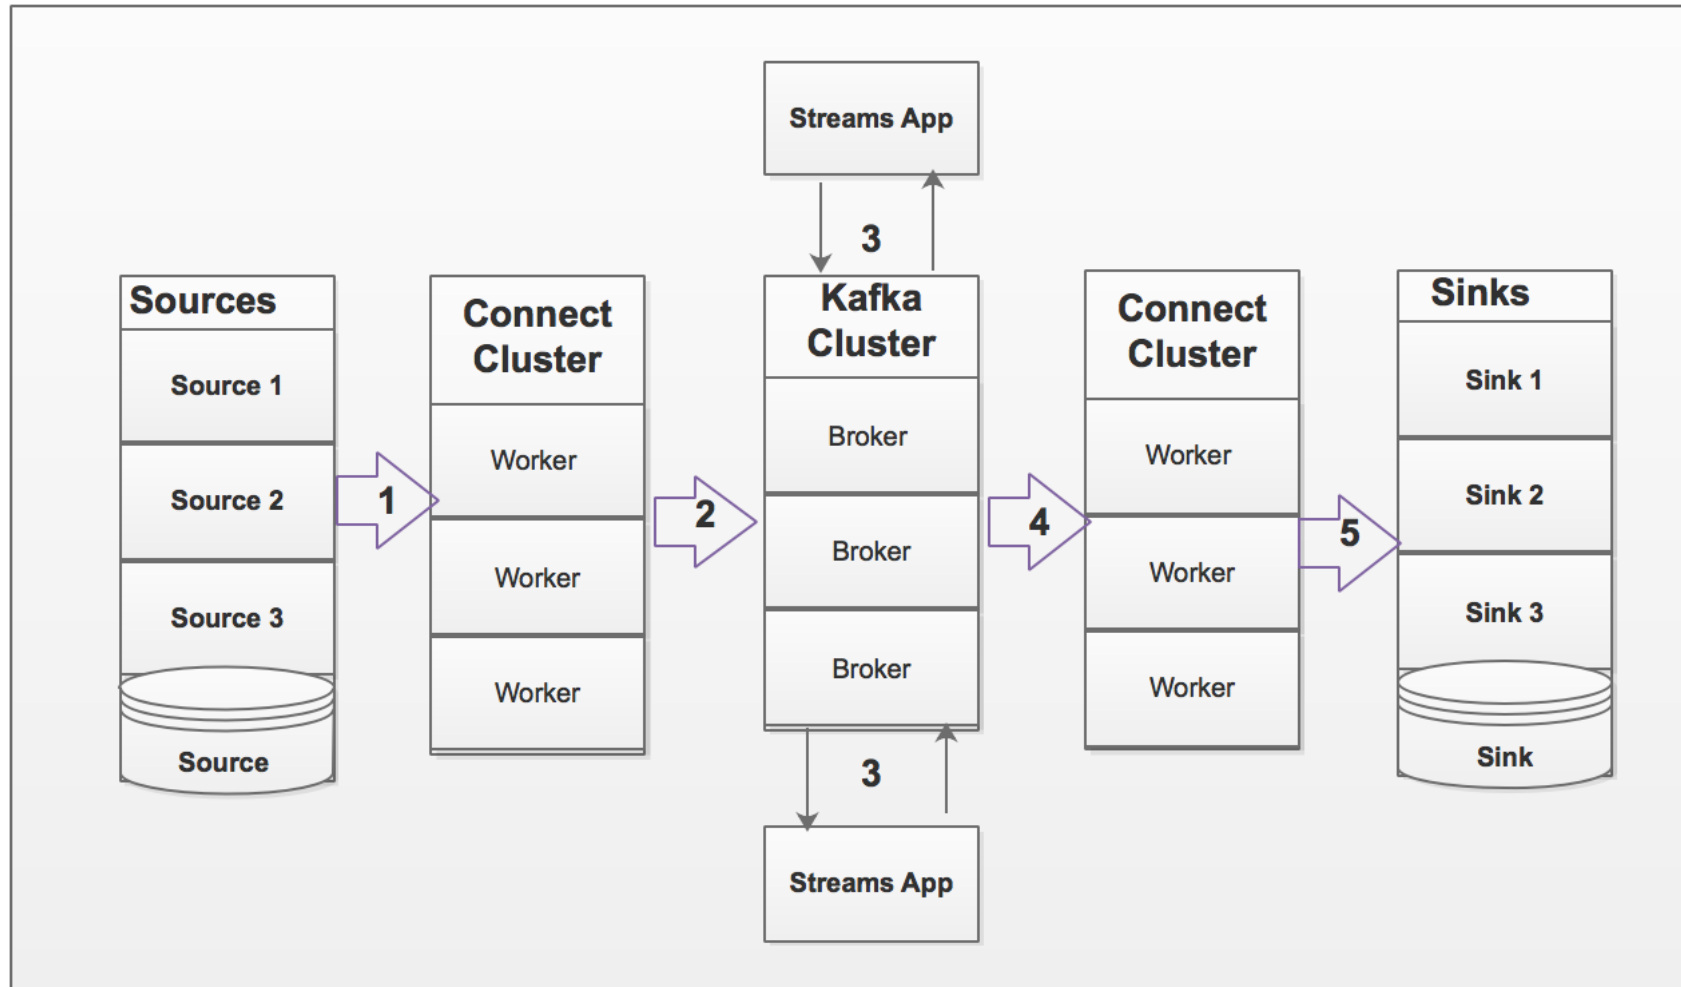 Streams App
3
Sources
Source 1
Source 2
Source 3
Source
1
Connect
Cluster
Worker
Worker
Worker
2
Kafka
Cluster
Broker
Broker
Broker
4
Connect
Cluster
Worker
Worker
Worker
5
Sinks
Sink 1
Sink 2
Sink 3
Sink
3
Streams App